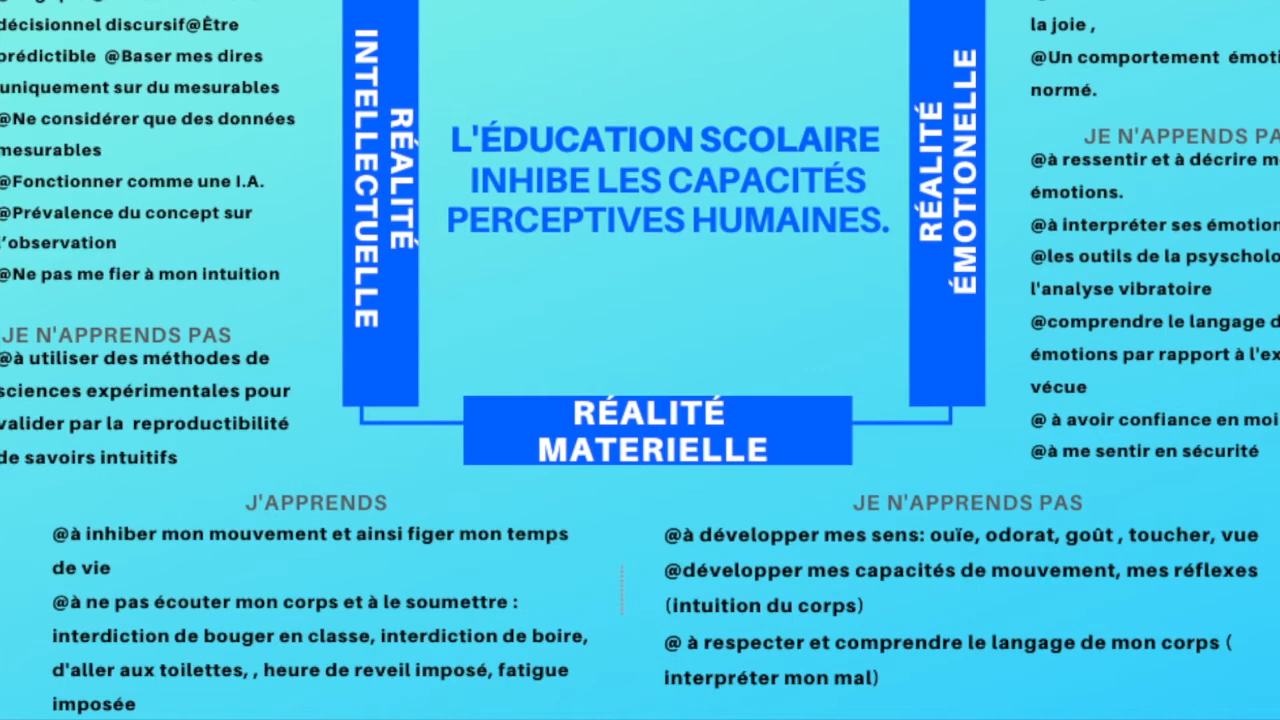 décisionnel discursif@Être
prédictible @Baser mes dires
uniquement sur du mesurables
@Ne considérer que des données
mesurables
@Fonctionner comme une I.A.
@Prévalence du concept sur
l'observation
@Ne pas me fier à mon intuition
JE N'APPRENDS PAS
@à utiliser des méthodes de
sciences expérimentales pour
valider par la reproductibilité
de savoirs intuitifs
RÉALITÉ
INTELLECTUELLE
L'ÉDUCATION SCOLAIRE
INHIBE LES CAPACITÉS
PERCEPTIVES HUMAINES.
RÉALITÉ
ÉMOTIONELLE
la joie ,
@Un comportement émoti
normé.
JE N'APPENDS PA
@à ressentir et à décrire m
émotions.
@à interpréter ses émotion
@les outils de la psyscholo
l'analyse vibratoire
@comprendre le langage d
émotions par rapport à l'ex
vécue
@ à avoir confiance en moi
@à me sentir en sécurité
RÉALITÉ
MATERIELLE
J'APPRENDS
@à inhiber mon mouvement et ainsi figer mon temps
de vie
@à ne pas écouter mon corps et à le soumettre :
interdiction de bouger en classe, interdiction de boire,
d'aller aux toilettes, , heure de reveil imposé, fatigue
imposée
JE N'APPRENDS PAS
@à développer mes sens: ouïe, odorat, goût , toucher, vue
@développer mes capacités de mouvement, mes réflexes
(intuition du corps)
@ à respecter et comprendre le langage de mon corps (
interpréter mon mal)